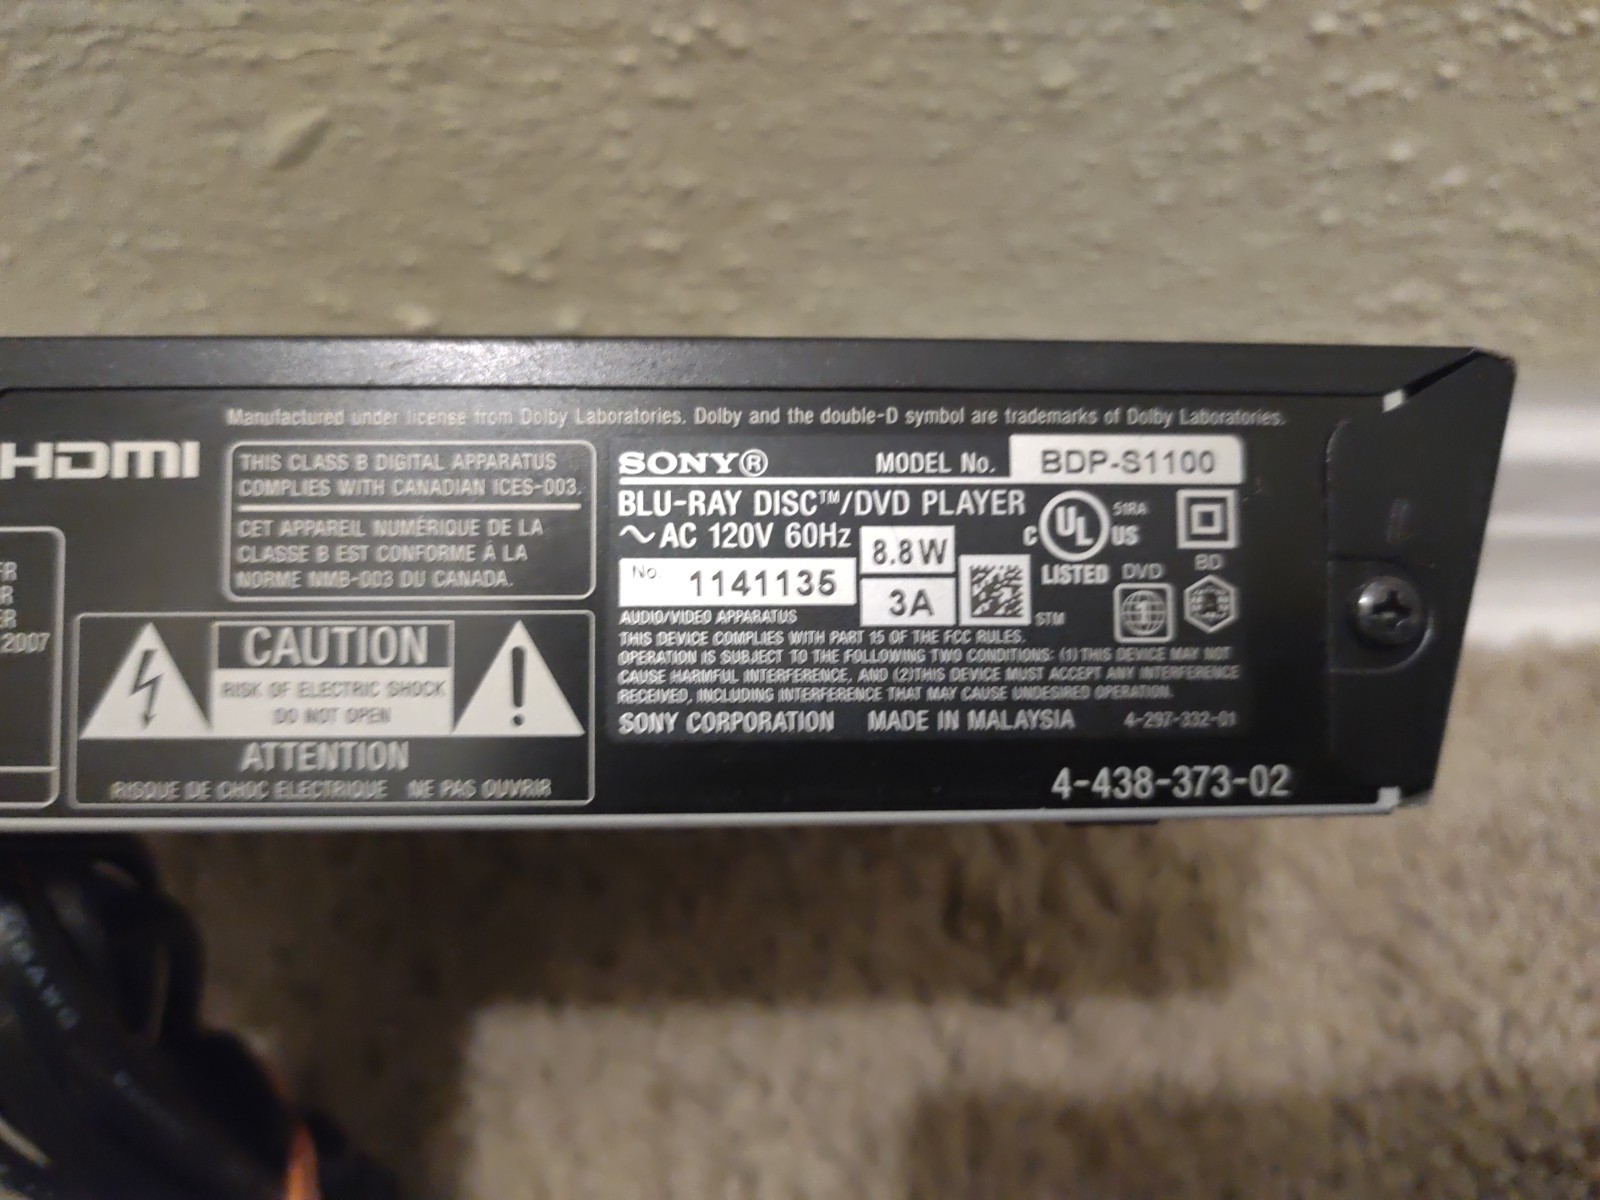 Manufactured under license from Dolby Laboratories. Dolby and the double-D symbol are trademarks of Dolby Laboratories.
HDMI
THIS CLASS B DIGITAL APPARATUS
COMPLIES WITH CANADIAN ICES-003.
CET APPAREIL NUMÉRIQUE DE LA
CLASSE B EST CONFORME À LA
NORME NMB-003 DU CANADA.
2007
CAUTION
RISK OF ELECTRIC SHOCK
DO NOT OPEN
ATTENTION
RISQUE DE CHOC ELECTRIQUE NE PAS OUVRIR
SONY® MODEL No. BDP-S1100
BLU-RAY DISC™/DVD PLAYER
~ AC 120V 60Hz 8.8W
C UL US 51RA
LISTED DVD BD
No. 1141135 3A
1
AUDIO/VIDEO APPARATUS STM
THIS DEVICE COMPLIES WITH PART 15 OF THE FCC RULES.
OPERATION IS SUBJECT TO THE FOLLOWING TWO CONDITIONS: (1) THIS DEVICE MAY NOT
CAUSE HARMFUL INTERFERENCE, AND (2)THIS DEVICE MUST ACCEPT ANY INTERFERENCE
RECEIVED, INCLUDING INTERFERENCE THAT MAY CAUSE UNDESIRED OPERATION.
SONY CORPORATION MADE IN MALAYSIA 4-297-332-01
4-438-373-02